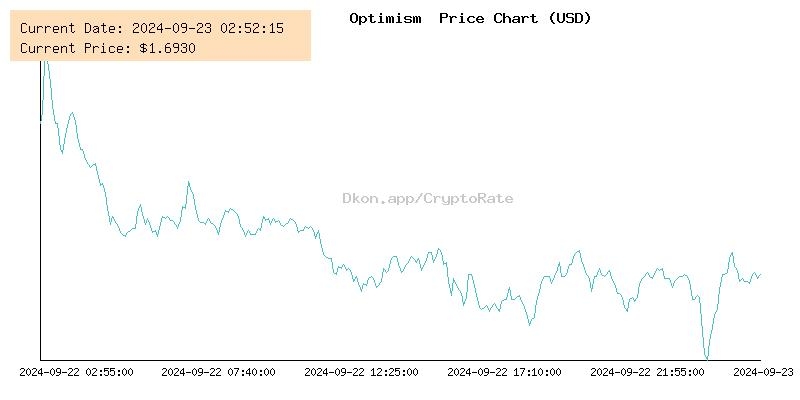 Optimism  Price Chart (USD)
Current Date: 2024-09-23 02:52:15
Current Price: $1.6930
Dkon.app/CryptoRate
2024-09-22 02:55:00 2024-09-22 07:40:00 2024-09-22 12:25:00 2024-09-22 17:10:00 2024-09-22 21:55:00 2024-09-23